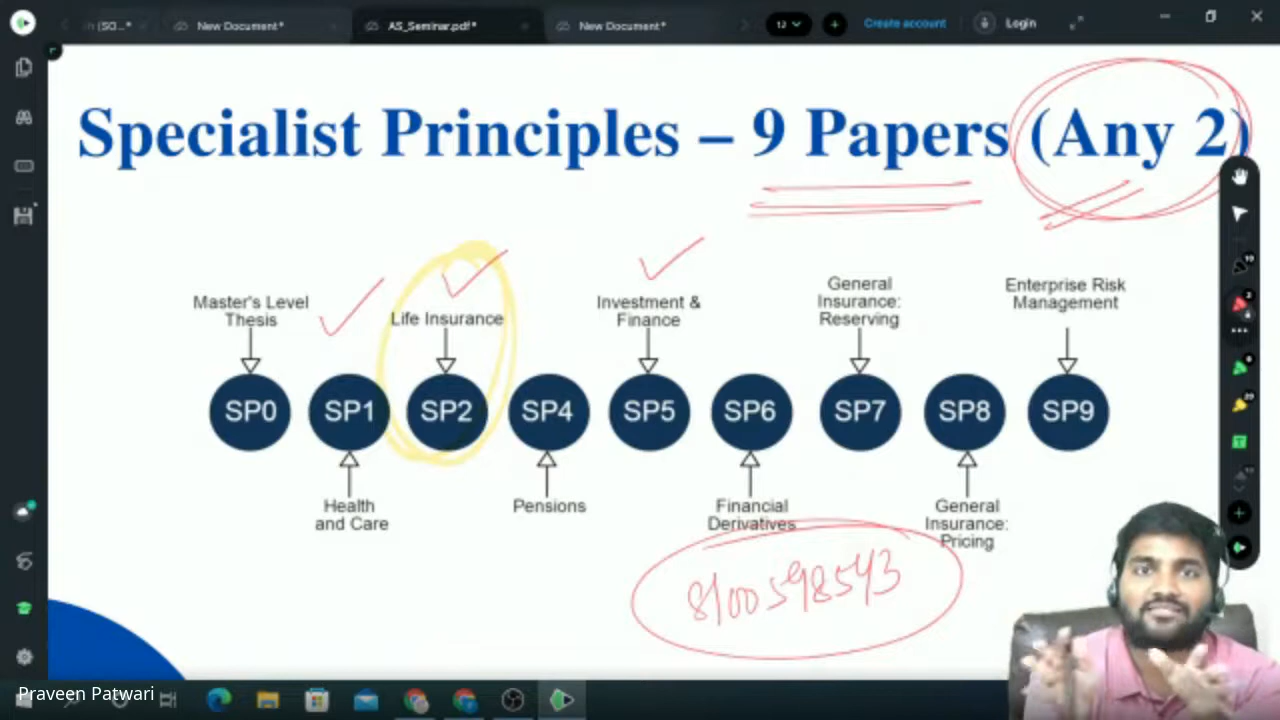 (SO...*
New Document*
AS_Seminar.pdf*
New Document*
12
Create account
Login
Specialist Principles – 9 Papers (Any 2)
Master's Level
Thesis
Life Insurance
Investment &
Finance
General
Insurance:
Reserving
Enterprise Risk
Management
SP0
SP1
SP2
SP4
SP5
SP6
SP7
SP8
SP9
Health
and Care
Pensions
Financial
Derivatives
General
Insurance:
Pricing
8100598543
Praveen Patwari